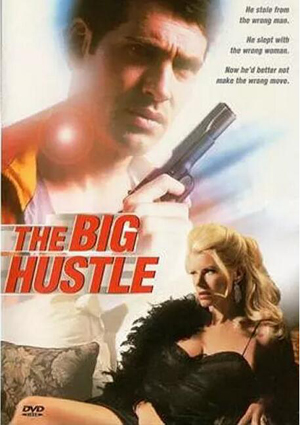 He stole from
the wrong man.
He slept with
the wrong woman.
Now he'd better not
make the wrong move.
THE BIG
HUSTLE
DVD